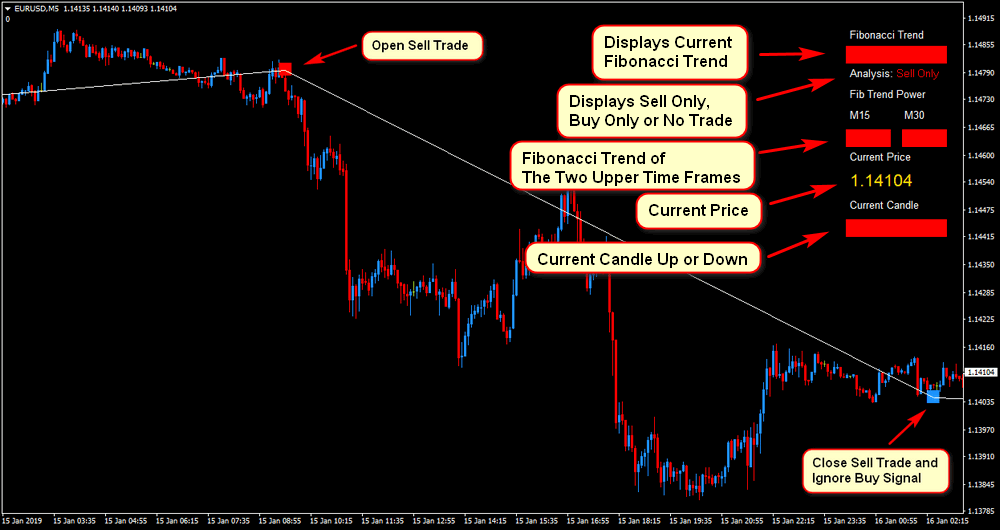 EURUSD,M5 1.14135 1.14140 1.14093 1.14104
0
Open Sell Trade
Displays Current
Fibonacci Trend
Fibonacci Trend
Analysis: Sell Only
Displays Sell Only,
Buy Only or No Trade
Fib Trend Power
M15 M30
Fibonacci Trend of
The Two Upper Time Frames
Current Price
1.14104
Current Price
Current Candle
Current Candle Up or Down
Close Sell Trade and
Ignore Buy Signal
1.14915
1.14855
1.14790
1.14730
1.14665
1.14600
1.14540
1.14475
1.14415
1.14350
1.14285
1.14225
1.14160
1.14104
1.14035
1.13970
1.13910
1.13845
1.13785
15 Jan 2019 15 Jan 03:35 15 Jan 04:55 15 Jan 06:15 15 Jan 07:35 15 Jan 08:55 15 Jan 10:15 15 Jan 11:35 15 Jan 12:55 15 Jan 14:15 15 Jan 15:35 15 Jan 16:55 15 Jan 18:15 15 Jan 19:35 15 Jan 20:55 15 Jan 22:15 15 Jan 23:35 16 Jan 00:55 16 Jan 02:15